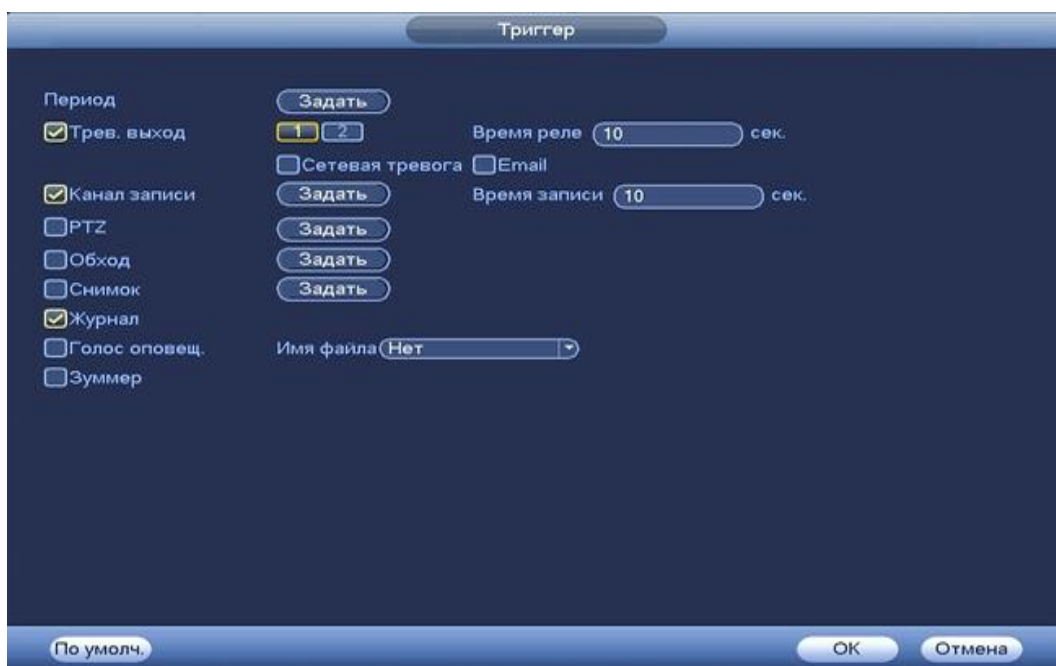 Триггер
Период Задать
Трев. выход 1 2 Время реле 10 сек.
Сетевая тревога Email
Канал записи Задать Время записи 10 сек.
PTZ Задать
Обход Задать
Снимок Задать
Журнал
Голос оповещ. Имя файла Нет
Зуммер
По умолч. OK Отмена